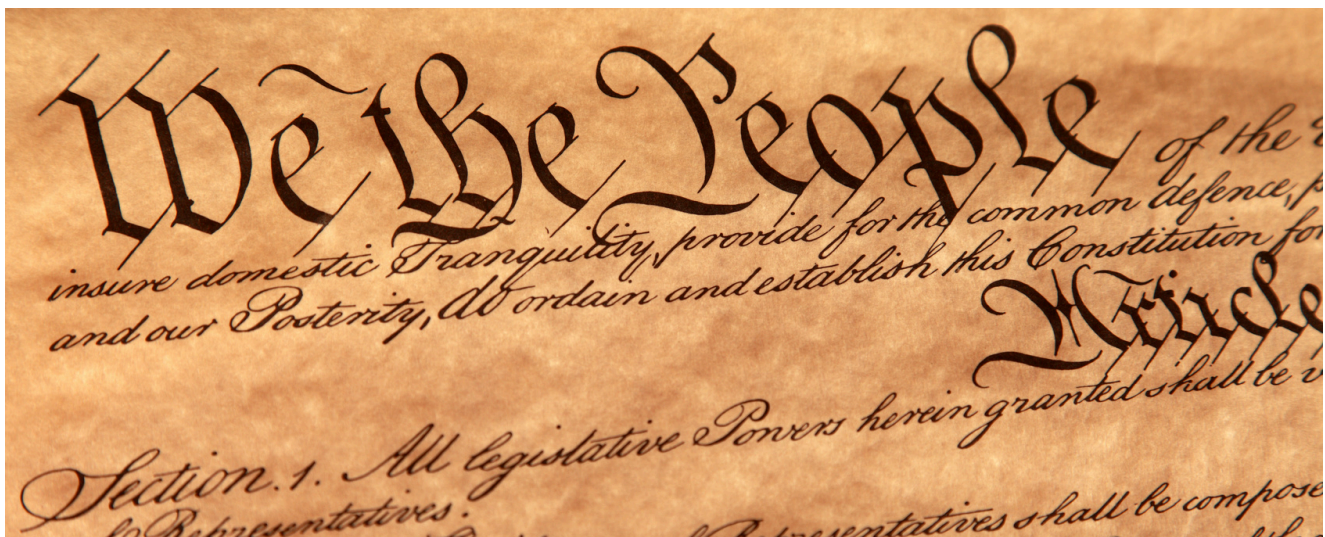 We the People of the
insure domestic Tranquility, provide for the common defence,
and our Posterity, do ordain and establish this Constitution for
Article
Section. 1. All legislative Powers herein granted shall be
Representatives.
Representatives shall be compose